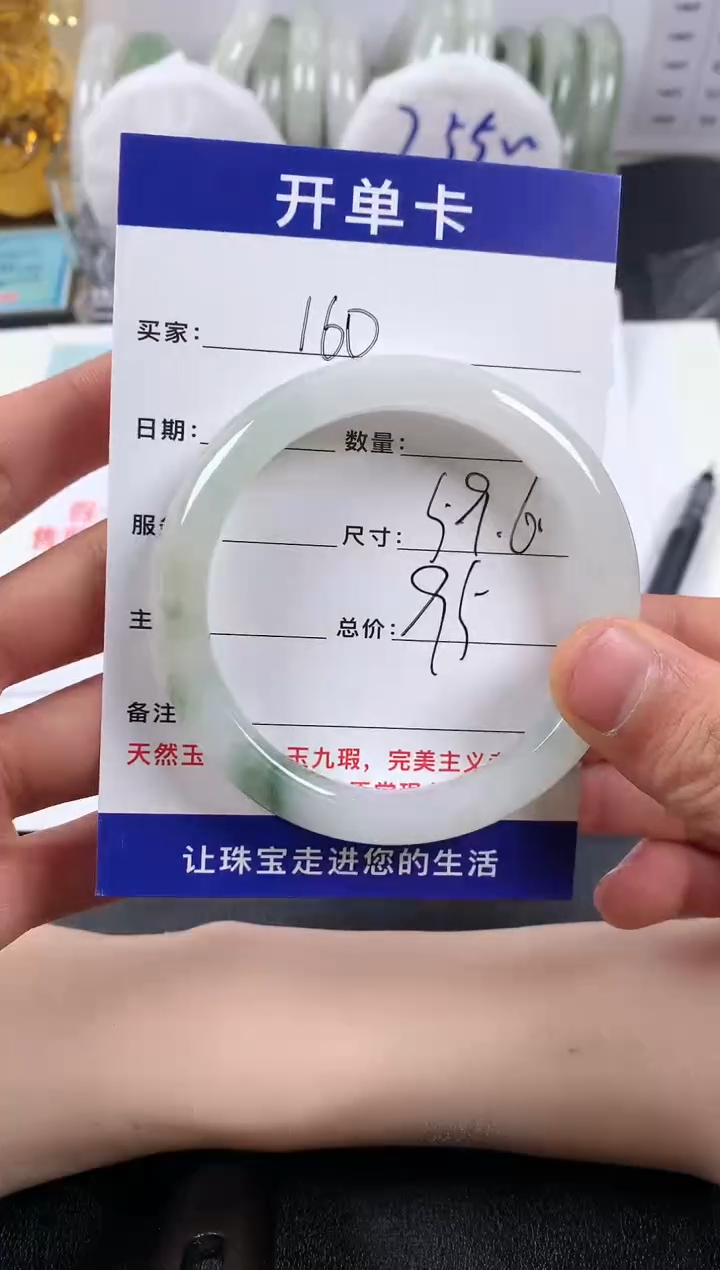 255m
开单卡
买家: 160
日期: 数量:
服 尺寸: 59.6
主 总价: 95
备注
天然玉 玉九瑕，完美主义
让珠宝走进您的生活